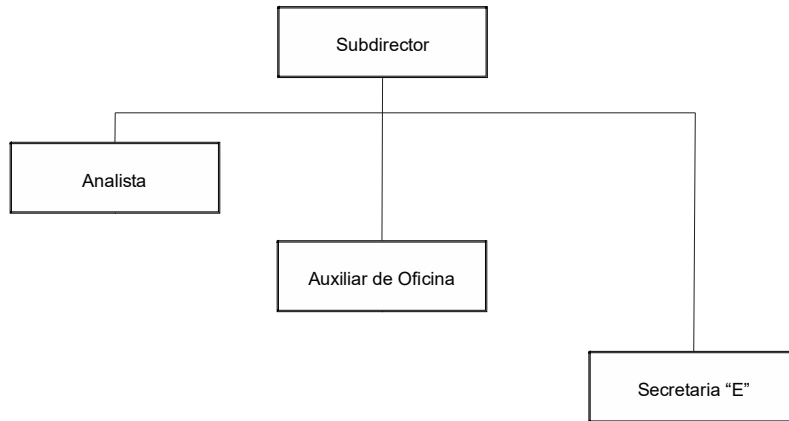 Subdirector
Analista
Auxiliar de Oficina
Secretaria “E”